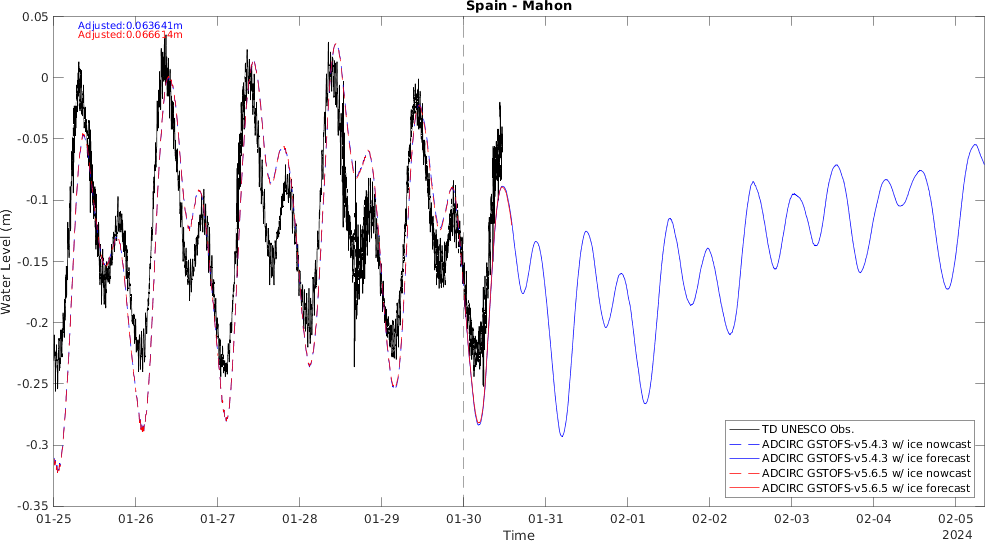 Spain - Mahon
Adjusted:0.063641m
Adjusted:0.066614m
0.05
0
-0.05
-0.1
-0.15
-0.2
-0.25
-0.3
-0.35
Water Level (m)
01-25
01-26
01-27
01-28
01-29
01-30
01-31
02-01
02-02
02-03
02-04
02-05
2024
Time
TD UNESCO Obs.
ADCIRC GSTOFS-v5.4.3 w/ ice nowcast
ADCIRC GSTOFS-v5.4.3 w/ ice forecast
ADCIRC GSTOFS-v5.6.5 w/ ice nowcast
ADCIRC GSTOFS-v5.6.5 w/ ice forecast